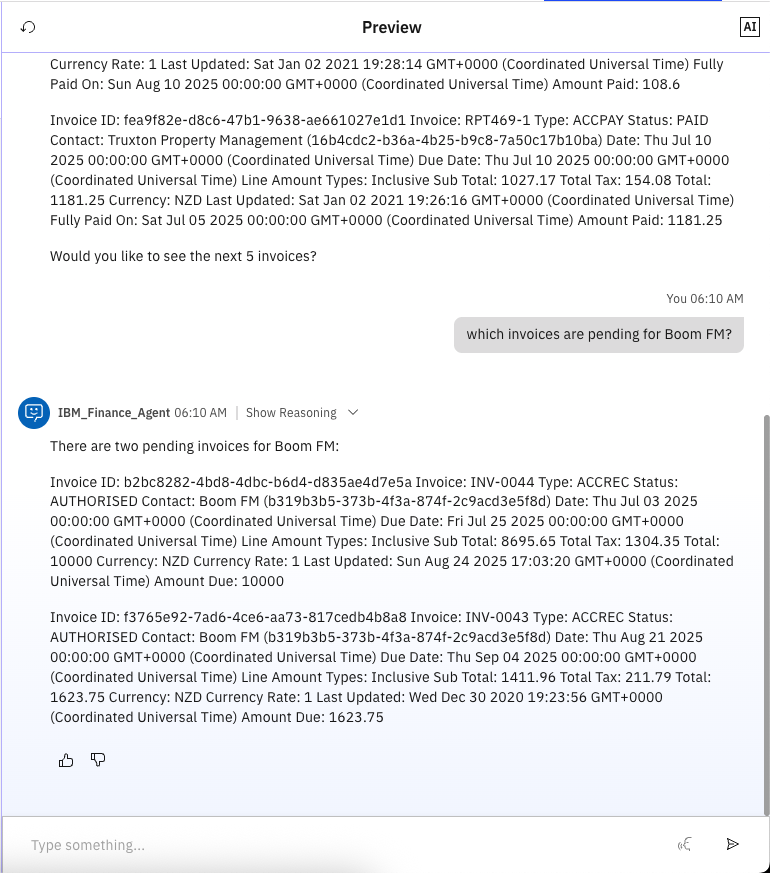 Preview
AI
Currency Rate: 1 Last Updated: Sat Jan 02 2021 19:28:14 GMT+0000 (Coordinated Universal Time) Fully
Paid On: Sun Aug 10 2025 00:00:00 GMT+0000 (Coordinated Universal Time) Amount Paid: 108.6
Invoice ID: fea9f82e-d8c6-47b1-9638-ae661027e1d1 Invoice: RPT469-1 Type: ACCPAY Status: PAID
Contact: Truxton Property Management (16b4cdc2-b36a-4b25-b9c8-7a50c17b10ba) Date: Thu Jul 10
2025 00:00:00 GMT+0000 (Coordinated Universal Time) Due Date: Thu Jul 10 2025 00:00:00 GMT+0000
(Coordinated Universal Time) Line Amount Types: Inclusive Sub Total: 1027.17 Total Tax: 154.08 Total:
1181.25 Currency: NZD Last Updated: Sat Jan 02 2021 19:26:16 GMT+0000 (Coordinated Universal Time)
Fully Paid On: Sat Jul 05 2025 00:00:00 GMT+0000 (Coordinated Universal Time) Amount Paid: 1181.25
Would you like to see the next 5 invoices?
You 06:10 AM
which invoices are pending for Boom FM?
IBM_Finance_Agent 06:10 AM | Show Reasoning
There are two pending invoices for Boom FM:
Invoice ID: b2bc8282-4bd8-4dbc-b6d4-d835ae4d7e5a Invoice: INV-0044 Type: ACCREC Status:
AUTHORISED Contact: Boom FM (b319b3b5-373b-4f3a-874f-2c9acd3e5f8d) Date: Thu Jul 03 2025
00:00:00 GMT+0000 (Coordinated Universal Time) Due Date: Fri Jul 25 2025 00:00:00 GMT+0000
(Coordinated Universal Time) Line Amount Types: Inclusive Sub Total: 8695.65 Total Tax: 1304.35 Total:
10000 Currency: NZD Currency Rate: 1 Last Updated: Sun Aug 24 2025 17:03:20 GMT+0000 (Coordinated
Universal Time) Amount Due: 10000
Invoice ID: f3765e92-7ad6-4ce6-aa73-817cedb4b8a8 Invoice: INV-0043 Type: ACCREC Status:
AUTHORISED Contact: Boom FM (b319b3b5-373b-4f3a-874f-2c9acd3e5f8d) Date: Thu Aug 21 2025
00:00:00 GMT+0000 (Coordinated Universal Time) Due Date: Thu Sep 04 2025 00:00:00 GMT+0000
(Coordinated Universal Time) Line Amount Types: Inclusive Sub Total: 1411.96 Total Tax: 211.79 Total:
1623.75 Currency: NZD Currency Rate: 1 Last Updated: Wed Dec 30 2020 19:23:56 GMT+0000
(Coordinated Universal Time) Amount Due: 1623.75
Type something...